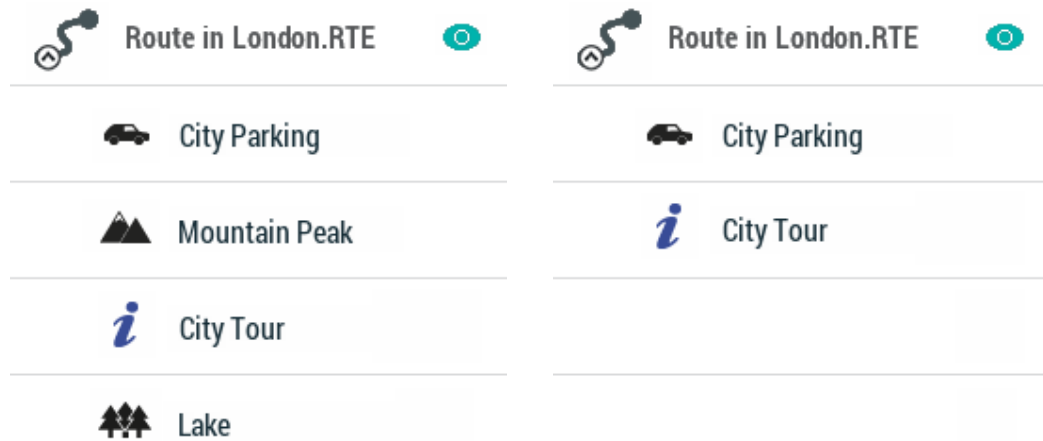 Route in London.RTE
City Parking
Mountain Peak
City Tour
Lake
Route in London.RTE
City Parking
City Tour